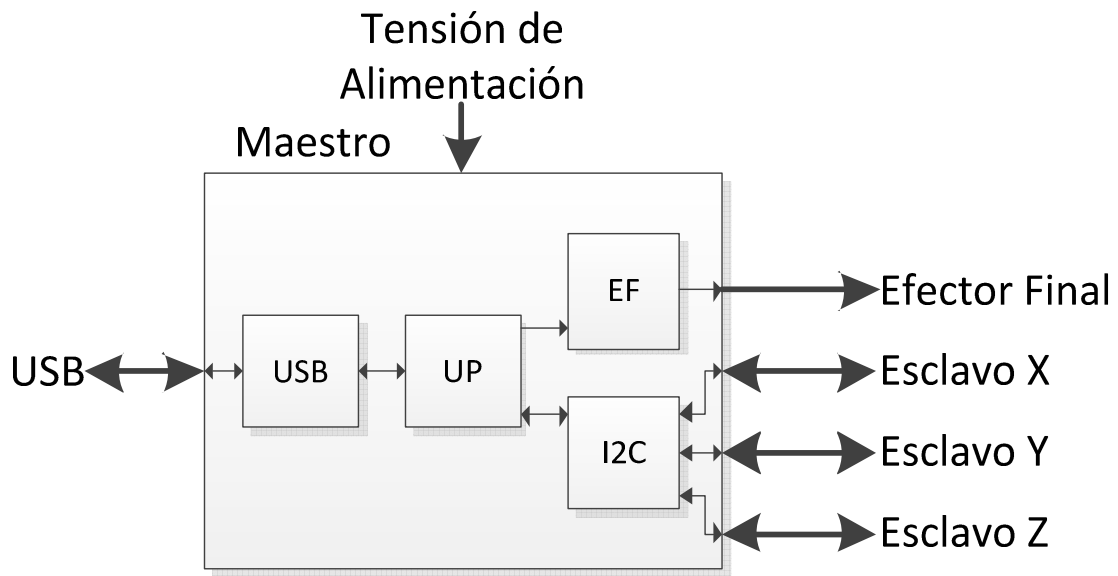 Tensión de
Alimentación
Maestro
EF
Efector Final
USB
USB
UP
Esclavo X
I2C
Esclavo Y
Esclavo Z